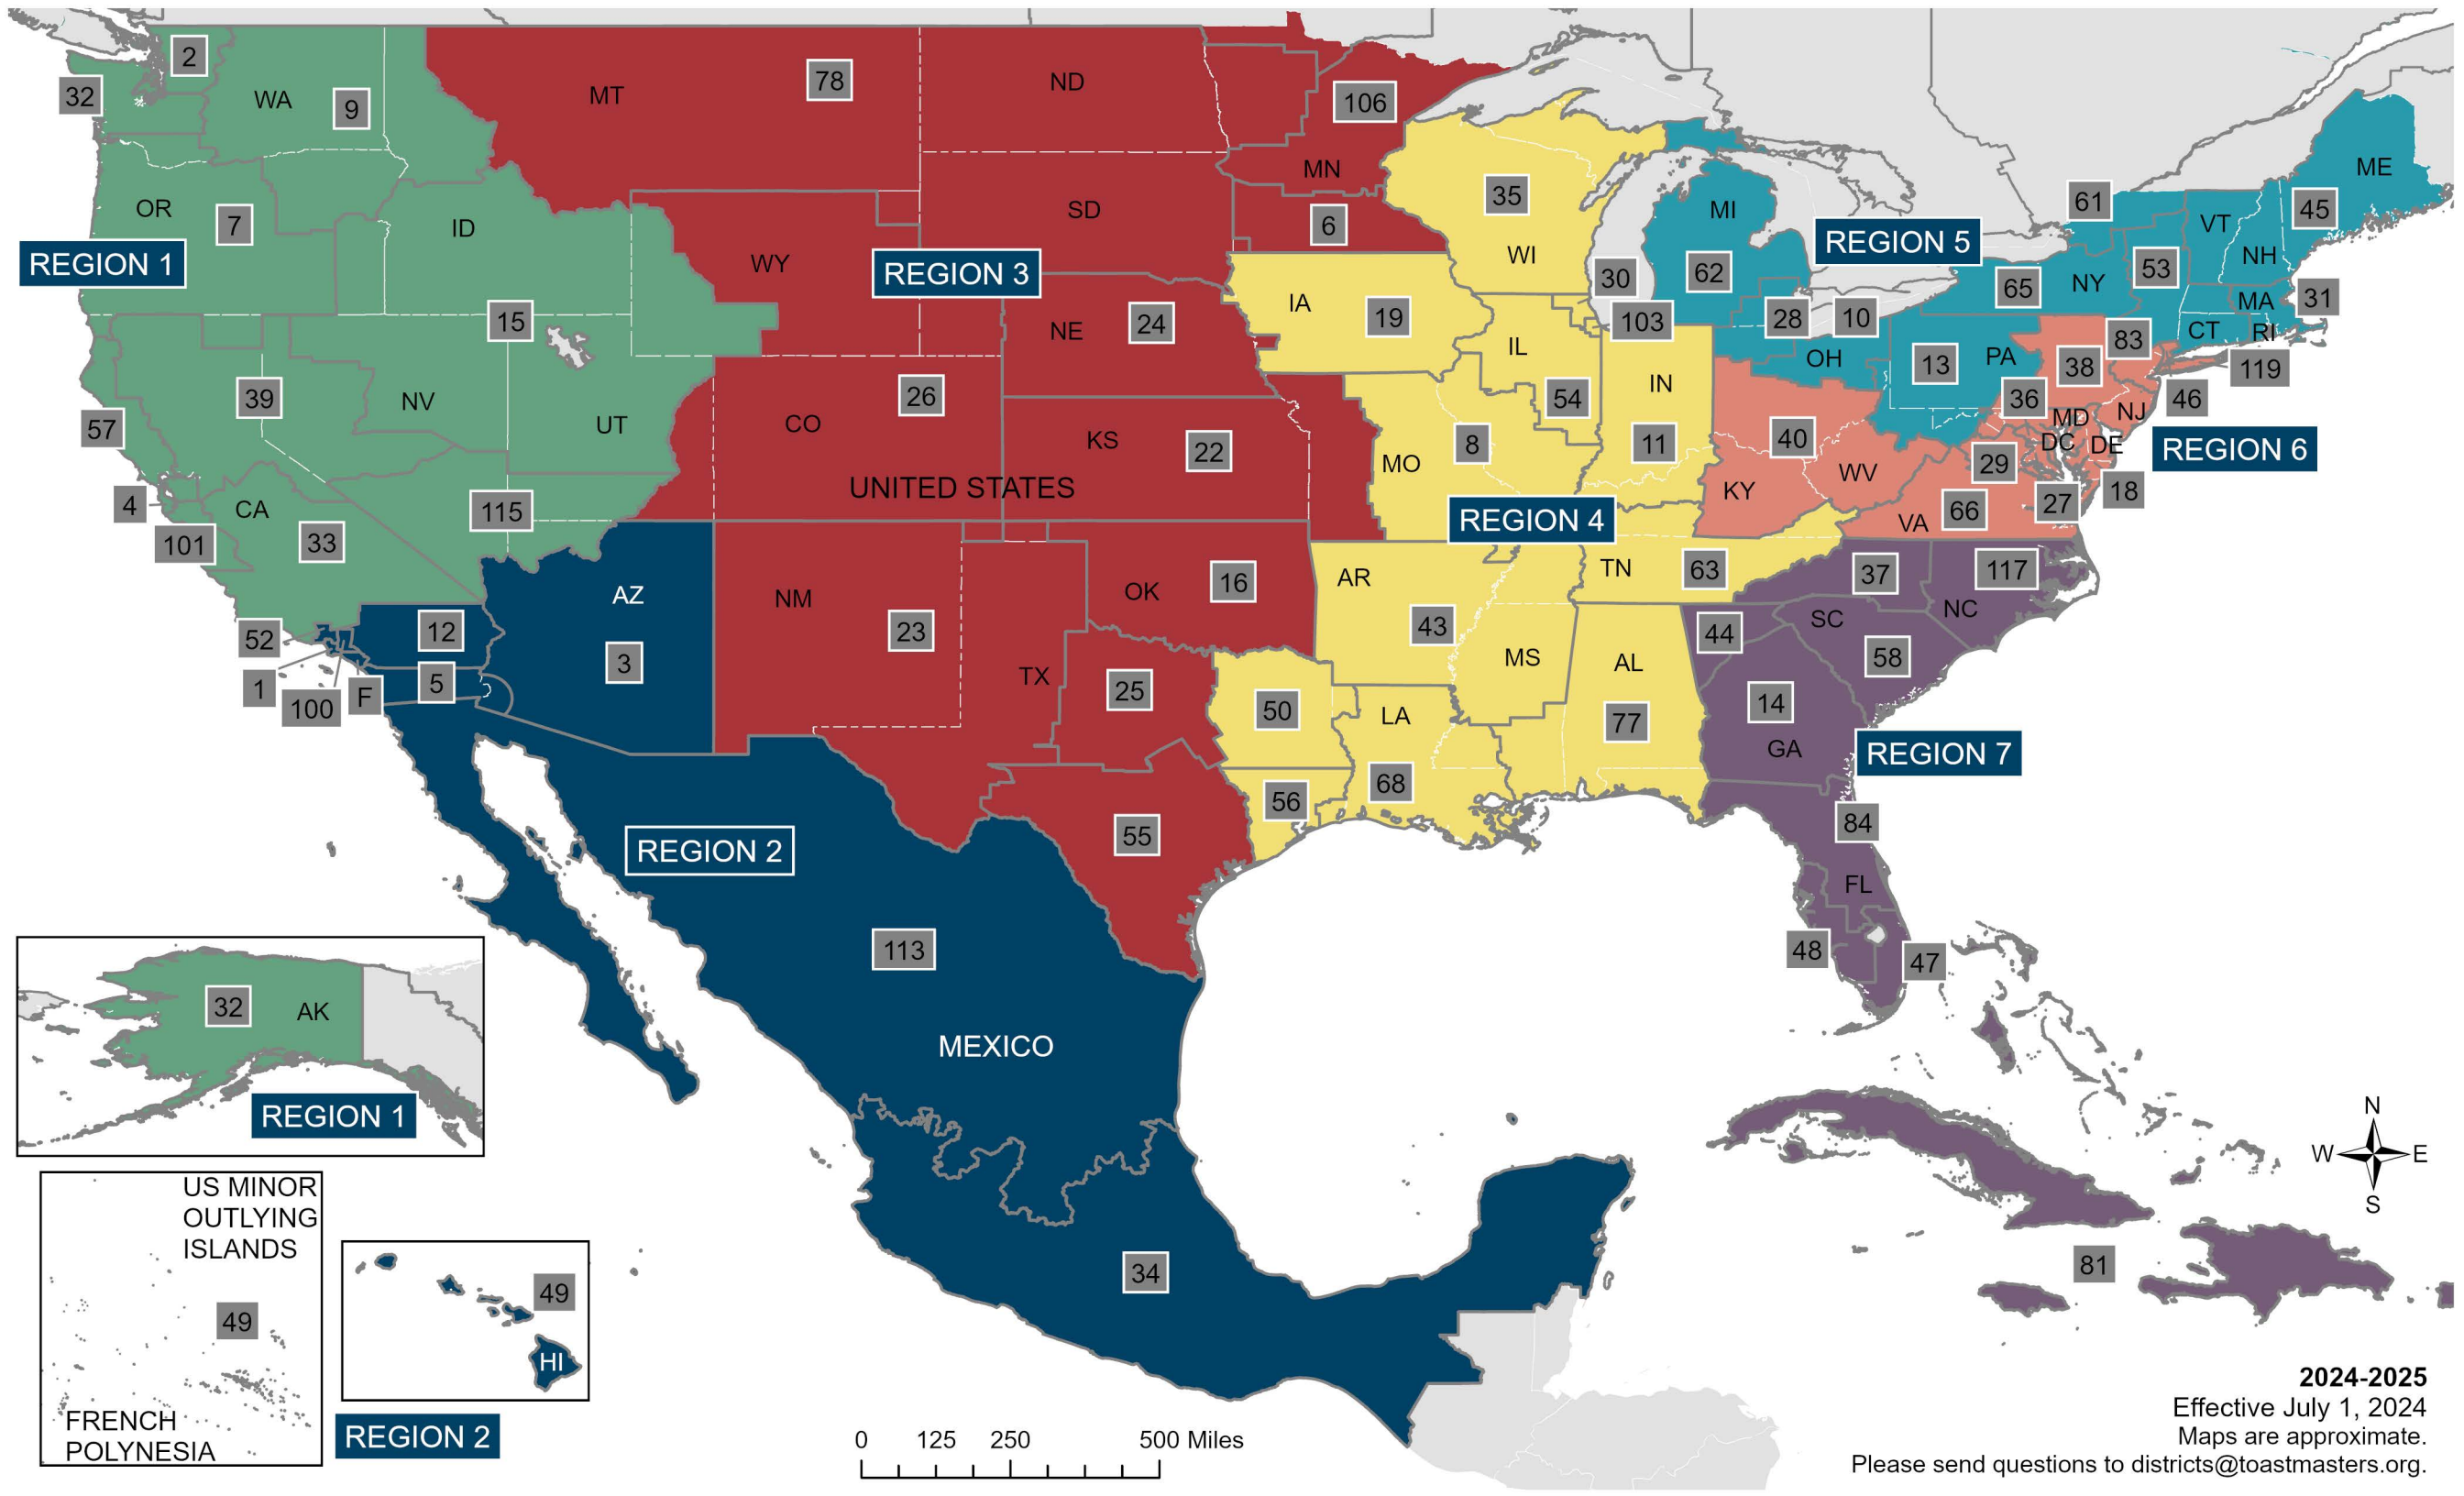 2
32
WA
9
MT
78
ND
106
MN
OR
7
ID
REGION 1
WY
SD
6
REGION 3
35
WI
MI
62
30
103
REGION 5
61
VT
45
ME
NH
53
65
NY
MA
31
CT
RI
15
NE
24
IA
19
IL
54
IN
28
10
OH
13
PA
38
83
119
46
36
NJ
MD
DC
DE
REGION 6
39
NV
57
UT
CO
26
KS
22
UNITED STATES
MO
8
11
40
KY
WV
29
18
27
VA
66
4
CA
101
33
115
REGION 4
AZ
3
NM
23
OK
16
AR
43
TN
63
37
117
NC
SC
44
58
52
12
1
100
F
5
TX
25
50
LA
MS
AL
77
14
GA
REGION 7
56
68
55
84
FL
48
47
REGION 2
113
MEXICO
34
32
AK
REGION 1
US MINOR
OUTLYING
ISLANDS
49
FRENCH
POLYNESIA
49
HI
REGION 2
81
N
W
E
S
0 125 250 500 Miles
2024-2025
Effective July 1, 2024
Maps are approximate.
Please send questions to districts@toastmasters.org.